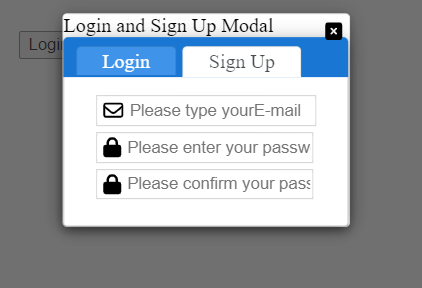 Login and Sign Up Modal
Login
Login
Sign Up
Please type yourE-mail
Please enter your passw
Please confirm your pas